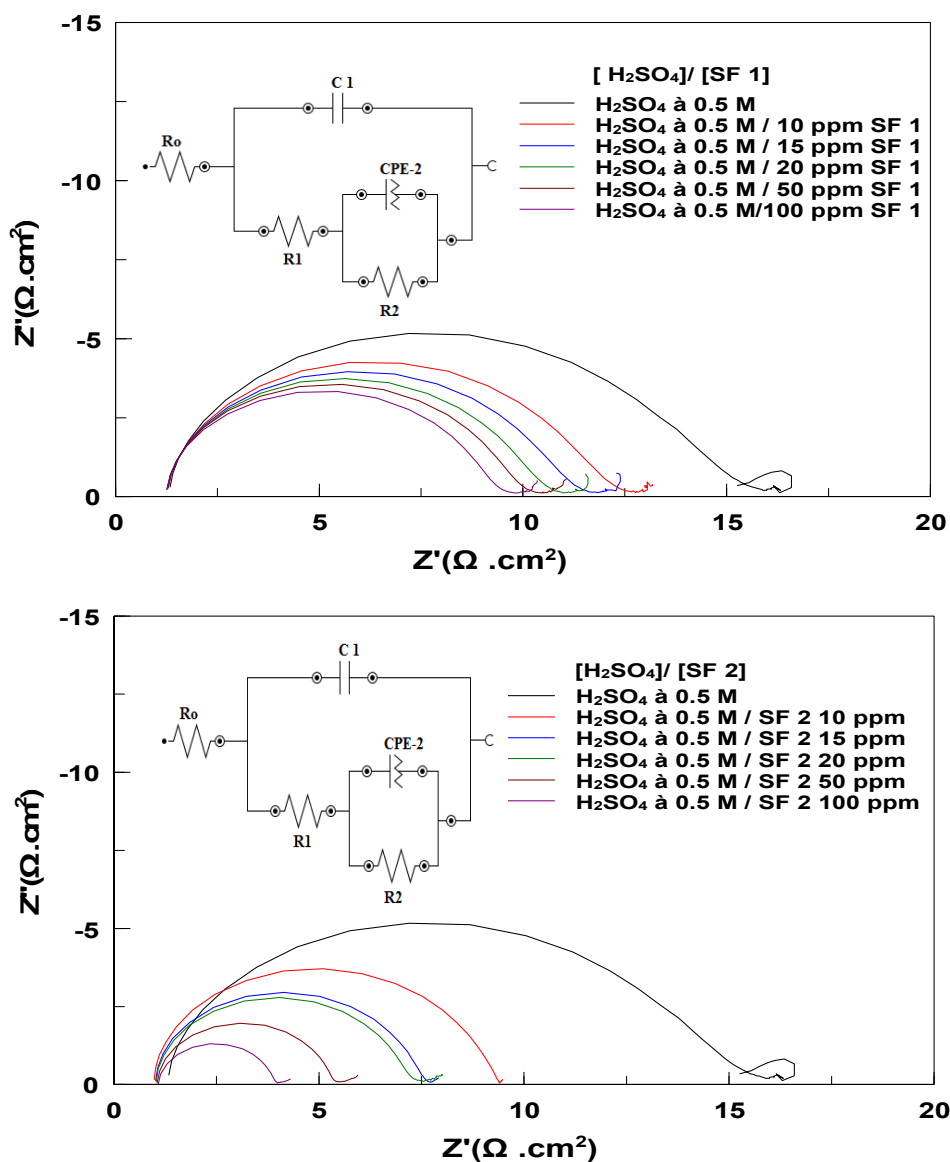 -15
-10
-5
0
0
5
10
15
20
Z''(Ω .cm²)
Z'(Ω .cm²)
C 1
Ro
CPE-2
R1
R2
[ H₂SO₄]/ [SF 1]
H₂SO₄ à 0.5 M
H₂SO₄ à 0.5 M / 10 ppm SF 1
H₂SO₄ à 0.5 M / 15 ppm SF 1
H₂SO₄ à 0.5 M / 20 ppm SF 1
H₂SO₄ à 0.5 M / 50 ppm SF 1
H₂SO₄ à 0.5 M/100 ppm SF 1
-15
-10
-5
0
0
5
10
15
20
Z''(Ω.cm²)
Z'(Ω .cm²)
C 1
Ro
CPE-2
R1
R2
[H₂SO₄]/ [SF 2]
H₂SO₄ à 0.5 M
H₂SO₄ à 0.5 M / SF 2 10 ppm
H₂SO₄ à 0.5 M / SF 2 15 ppm
H₂SO₄ à 0.5 M / SF 2 20 ppm
H₂SO₄ à 0.5 M / SF 2 50 ppm
H₂SO₄ à 0.5 M / SF 2 100 ppm